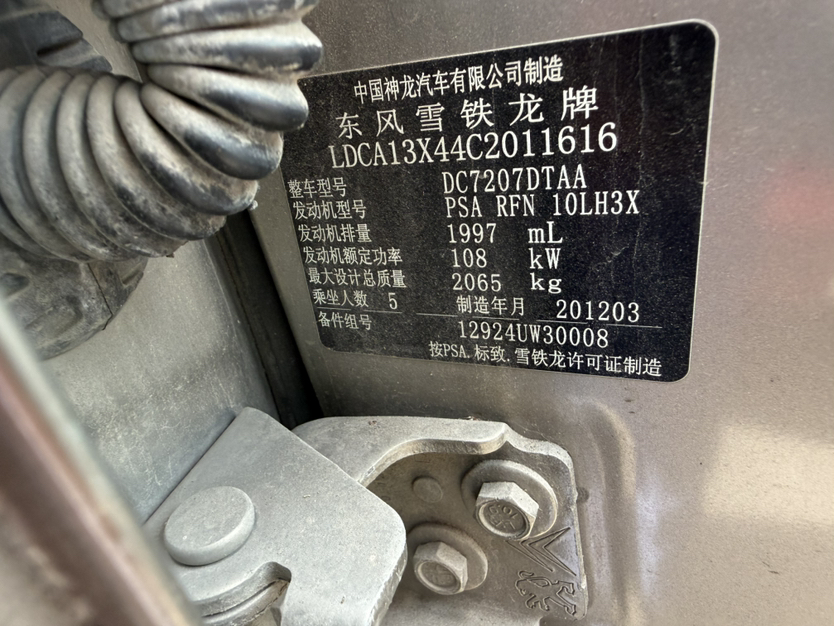 中国神龙汽车有限公司制造
东风雪铁龙牌
LDCA13X44C2011616
整车型号 DC7207DTAA
发动机型号 PSA RFN 10LH3X
发动机排量 1997 mL
发动机额定功率 108 kW
最大设计总质量 2065 kg
乘坐人数 5 制造年月 201203
备件组号 12924UW30008
按PSA.标致.雪铁龙许可证制造